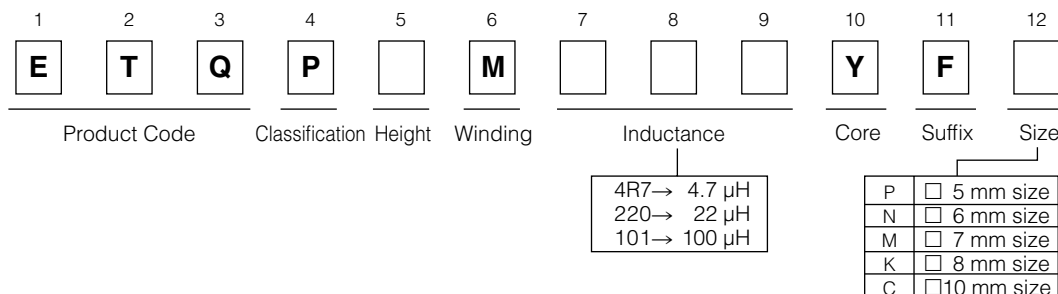 1 2 3 4 5 6 7 8 9 10 11 12
E T Q P M Y F
Product Code Classification Height Winding Inductance Core Suffix Size
4R7→ 4.7 µH
220→ 22 µH
101→ 100 µH
P □ 5 mm size
N □ 6 mm size
M □ 7 mm size
K □ 8 mm size
C □10 mm size